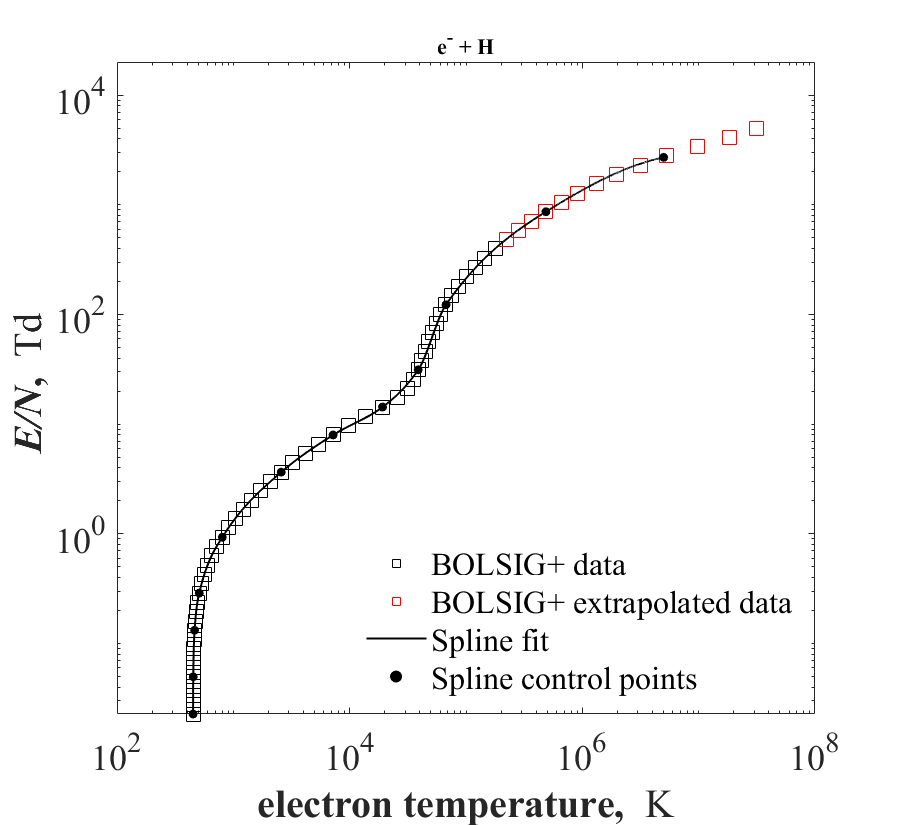 e⁻ + H
10⁴
10²
10⁰
E/N, Td
BOLSIG+ data
BOLSIG+ extrapolated data
Spline fit
Spline control points
10² 10⁴ 10⁶ 10⁸
electron temperature, K